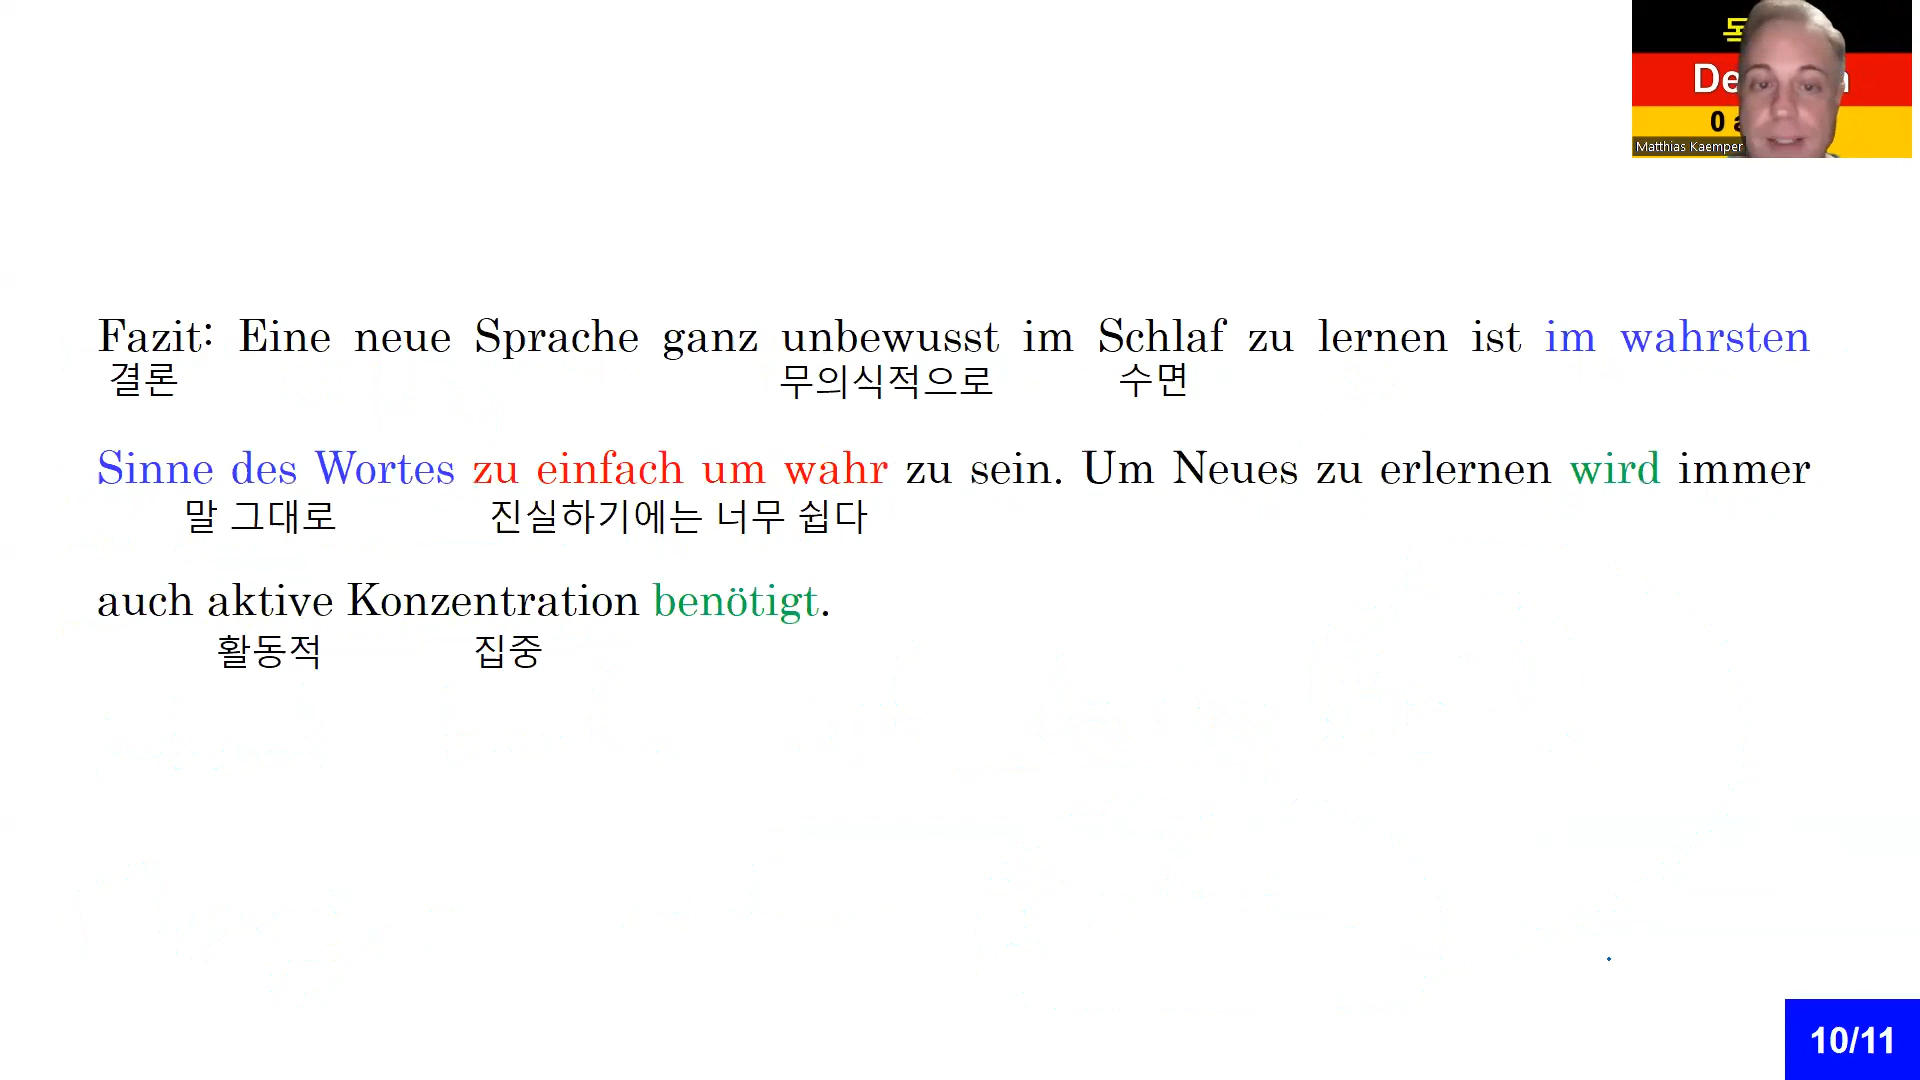 독
De
0 a
Matthias Kaemper
Fazit: Eine neue Sprache ganz unbewusst im Schlaf zu lernen ist im wahrsten
결론 무의식적으로 수면
Sinne des Wortes zu einfach um wahr zu sein. Um Neues zu erlernen wird immer
말 그대로 진실하기에는 너무 쉽다
auch aktive Konzentration benötigt.
활동적 집중
10/11